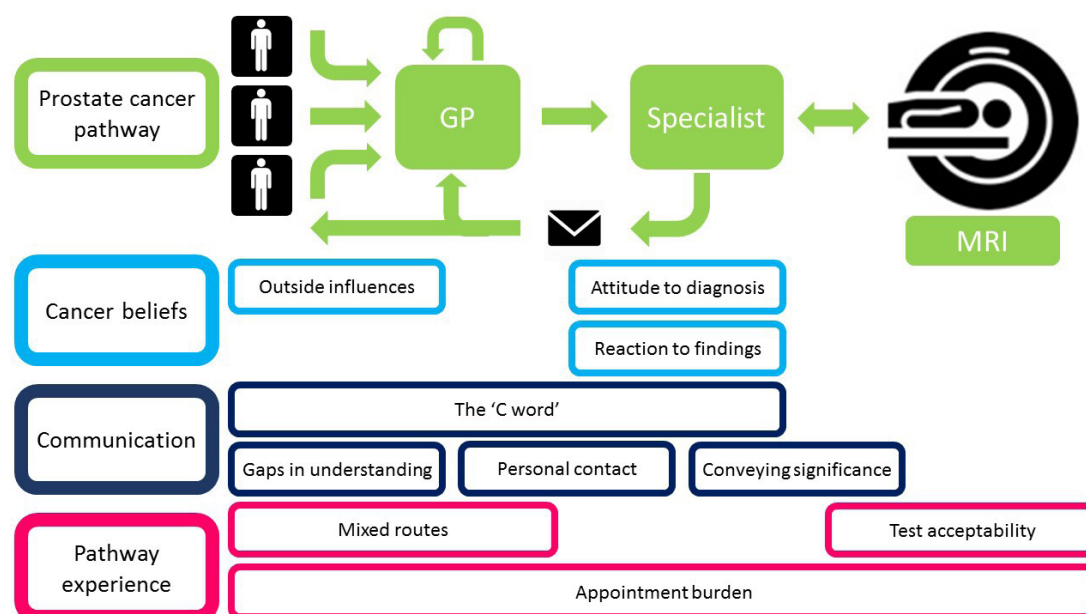 Prostate cancer
pathway
GP
Specialist
MRI
Cancer beliefs
Outside influences
Attitude to diagnosis
Reaction to findings
Communication
The ‘C word’
Gaps in understanding
Personal contact
Conveying significance
Pathway
experience
Mixed routes
Test acceptability
Appointment burden